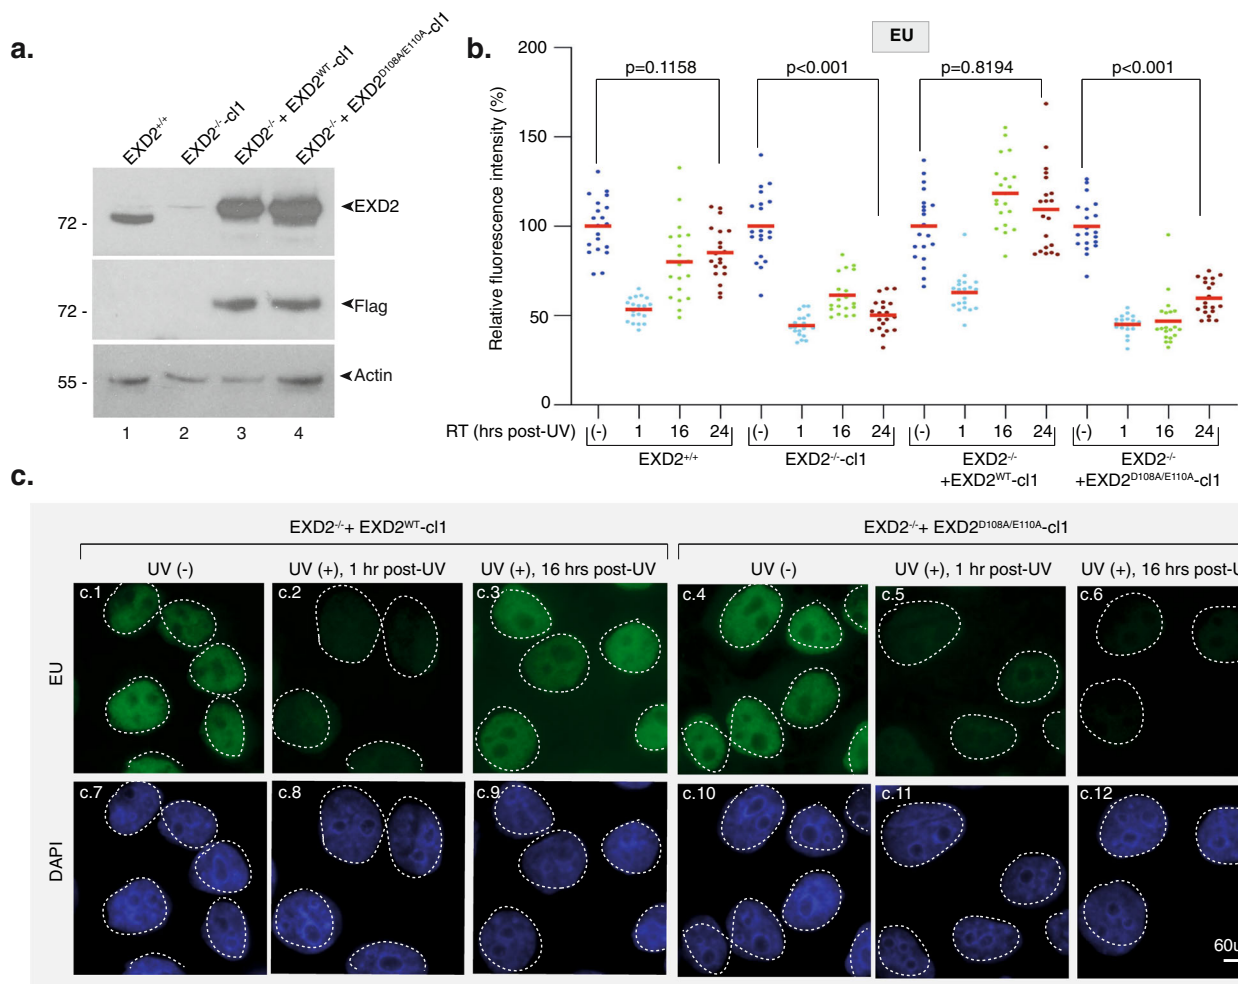 a.
EXD2+/+
EXD2-/--cl1
EXD2-/- + EXD2WT-cl1
EXD2-/- + EXD2D108A/E110A-cl1
72 -
EXD2
72 -
Flag
55 -
Actin
1 2 3 4
b.
EU
Relative fluorescence intensity (%)
200
150
100
50
0
p=0.1158
p<0.001
p=0.8194
p<0.001
RT (hrs post-UV) (-) 1 16 24 (-) 1 16 24 (-) 1 16 24 (-) 1 16 24
EXD2+/+
EXD2-/--cl1
EXD2-/-
+EXD2WT-cl1
EXD2-/-
+EXD2D108A/E110A-cl1
c.
EXD2-/-+ EXD2WT-cl1
EXD2-/-+ EXD2D108A/E110A-cl1
UV (-)
UV (+), 1 hr post-UV
UV (+), 16 hrs post-UV
UV (-)
UV (+), 1 hr post-UV
UV (+), 16 hrs post-U
EU
c.1
c.2
c.3
c.4
c.5
c.6
DAPI
c.7
c.8
c.9
c.10
c.11
c.12
60u